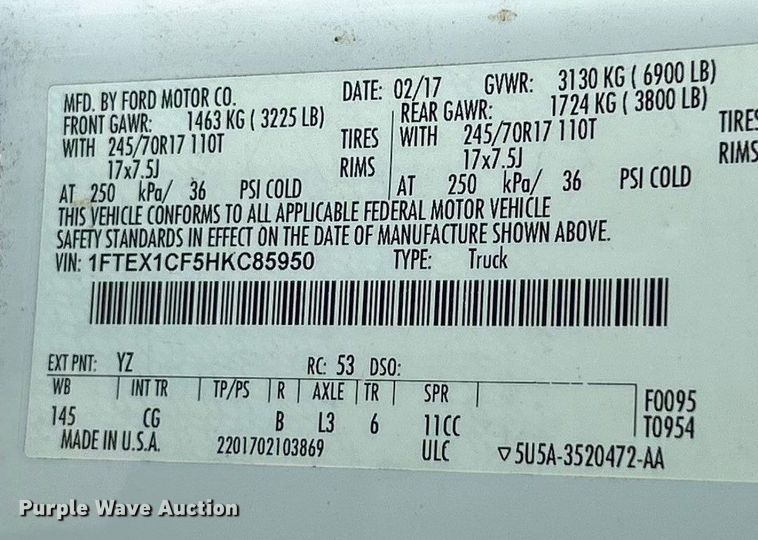 MFD. BY FORD MOTOR CO. DATE: 02/17 GVWR: 3130 KG ( 6900 LB)
FRONT GAWR: 1463 KG ( 3225 LB) REAR GAWR: 1724 KG ( 3800 LB)
WITH 245/70R17 110T TIRES WITH 245/70R17 110T TIRES
17x7.5J RIMS 17x7.5J RIMS
AT 250 kPa/ 36 PSI COLD AT 250 kPa/ 36 PSI COLD
THIS VEHICLE CONFORMS TO ALL APPLICABLE FEDERAL MOTOR VEHICLE
SAFETY STANDARDS IN EFFECT ON THE DATE OF MANUFACTURE SHOWN ABOVE.
VIN: 1FTEX1CF5HKC85950 TYPE: Truck
EXT PNT: YZ RC: 53 DSO:
WB INT TR TP/PS R AXLE TR SPR F0095
145 CG B L3 6 11CC T0954
MADE IN U.S.A. 2201702103869 ULC ▽5U5A-3520472-AA
Purple Wave Auction